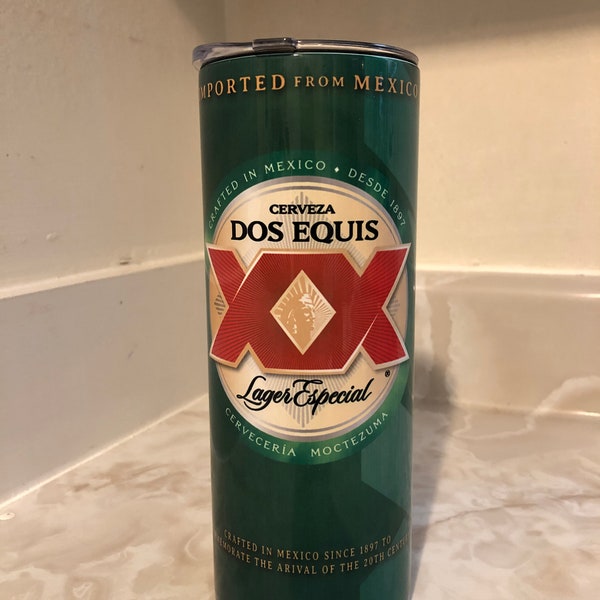 IMPORTED FROM MEXICO
CRAFTED IN MEXICO ♦ DESDE 1897
CERVEZA
DOS EQUIS
XX
®
Lager Especial
CERVECERÍA MOCTEZUMA
CRAFTED IN MEXICO SINCE 1897 TO
THE ARIVAL OF THE 20TH